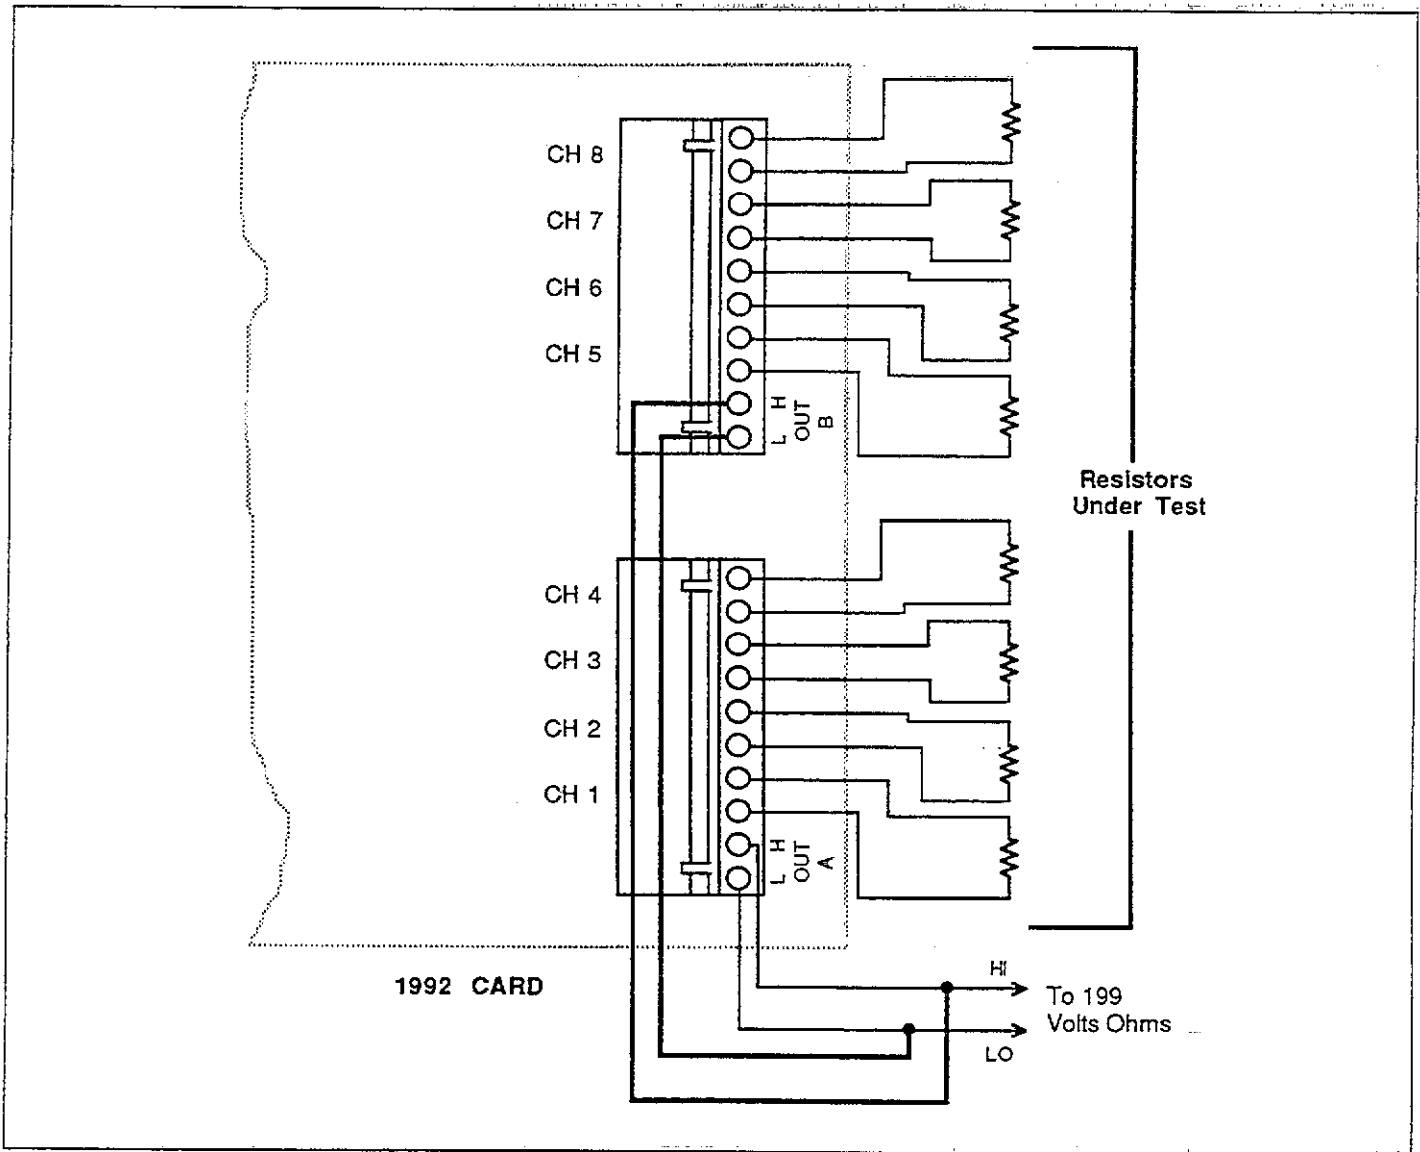 CH 8
CH 7
CH 6
CH 5
H
L
OUT
B
Resistors
Under Test
CH 4
CH 3
CH 2
CH 1
H
L
OUT
A
1992 CARD
HI
To 199
Volts Ohms
LO